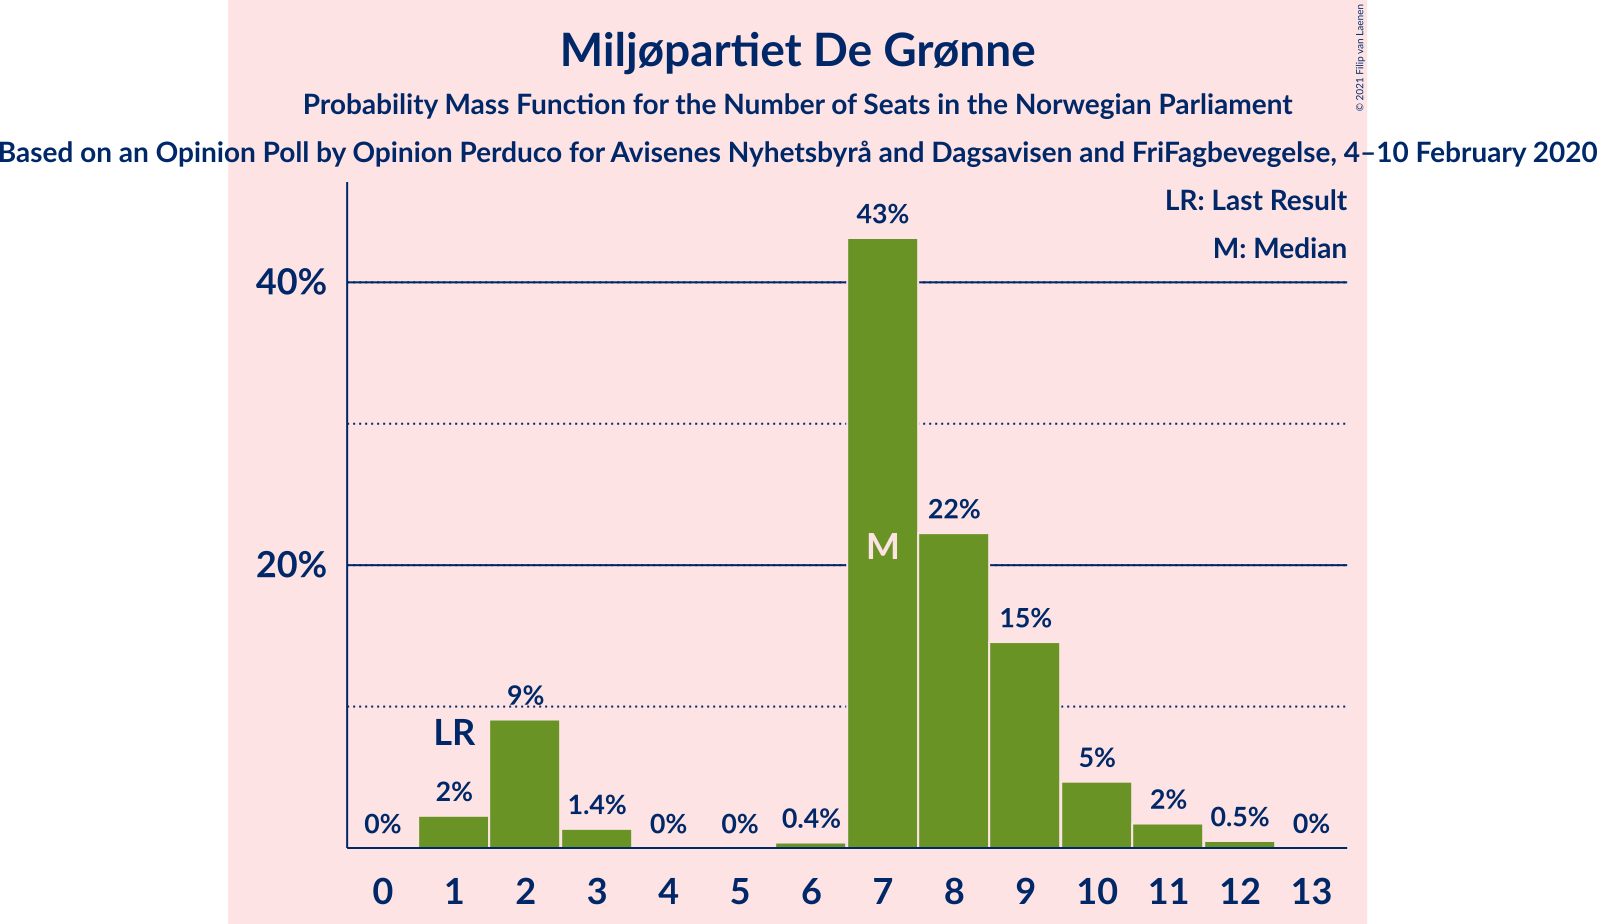 Miljøpartiet De Grønne
Probability Mass Function for the Number of Seats in the Norwegian Parliament
Based on an Opinion Poll by Opinion Perduco for Avisenes Nyhetsbyrå and Dagsavisen and FriFagbevegelse, 4–10 February 2020
© 2021 Filip van Laenen
LR: Last Result
M: Median
40%
20%
0%
2%
LR
9%
1.4%
0%
0%
0.4%
43%
M
22%
15%
5%
2%
0.5%
0%
0 1 2 3 4 5 6 7 8 9 10 11 12 13